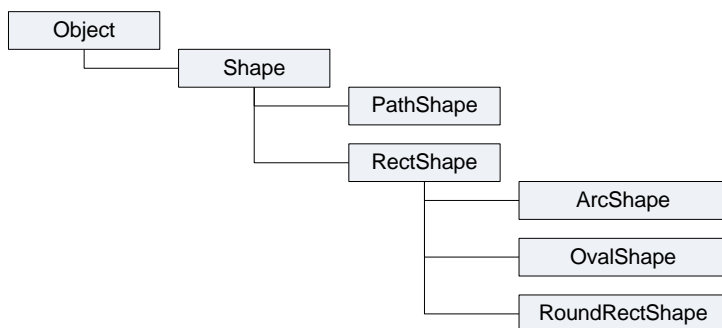 Object
Shape
PathShape
RectShape
ArcShape
OvalShape
RoundRectShape